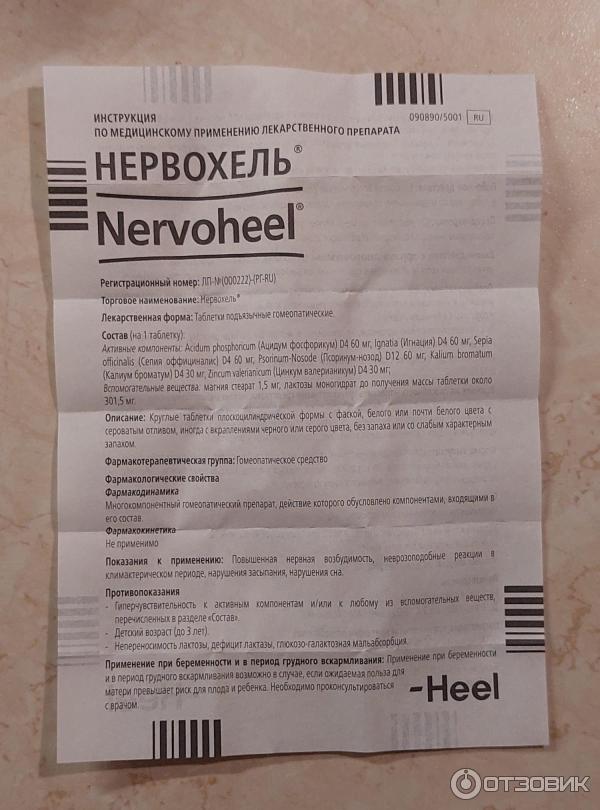 ИНСТРУКЦИЯ
090890/5001 RU
ПО МЕДИЦИНСКОМУ ПРИМЕНЕНИЮ ЛЕКАРСТВЕННОГО ПРЕПАРАТА
НЕРВОХЕЛЬ®
Nervoheel®
Регистрационный номер: ЛП-№(000222)-(РГ-RU)
Торговое наименование: Нервохель®
Лекарственная форма: Таблетки подъязычные гомеопатические.
Состав (на 1 таблетку):
Активные компоненты: Acidum phosphoricum (Ацидум фосфорикум) D4 60 мг, Ignatia (Игнация) D4 60 мг, Sepia
officinalis (Сепия оффициналис) D4 60 мг, Psorinum-Nosode (Псоринум-нозод) D12 60 мг, Kalium bromatum
(Калиум броматум) D4 30 мг, Zincum valerianicum (Цинкум валерианикум) D4 30 мг;
Вспомогательные вещества: магния стеарат 1,5 мг, лактозы моногидрат до получения массы таблетки около
301,5 мг.
Описание: Круглые таблетки плоскоцилиндрической формы с фаской, белого или почти белого цвета с
сероватым отливом, иногда с вкраплениями черного или серого цвета, без запаха или со слабым характерным
запахом.
Фармакотерапевтическая группа: Гомеопатическое средство
Фармакологические свойства
Фармакодинамика
Многокомпонентный гомеопатический препарат, действие которого обусловлено компонентами, входящими в
его состав.
Фармакокинетика
Не применимо
Показания к применению: Повышенная нервная возбудимость, неврозоподобные реакции в
климактерическом периоде, нарушения засыпания, нарушения сна.
Противопоказания
- Гиперчувствительность к активным компонентам и/или к любому из вспомогательных веществ,
перечисленных в разделе «Состав».
- Детский возраст (до 3 лет).
- Непереносимость лактозы, дефицит лактазы, глюкозо-галактозная мальабсорбция.
Применение при беременности и в период грудного вскармливания: Применение при беременности
и в период грудного вскармливания возможно в случае, если ожидаемая польза для
матери превышает риск для плода и ребенка. Необходимо проконсультироваться
с врачом.
-Heel
ОТЗОВИК